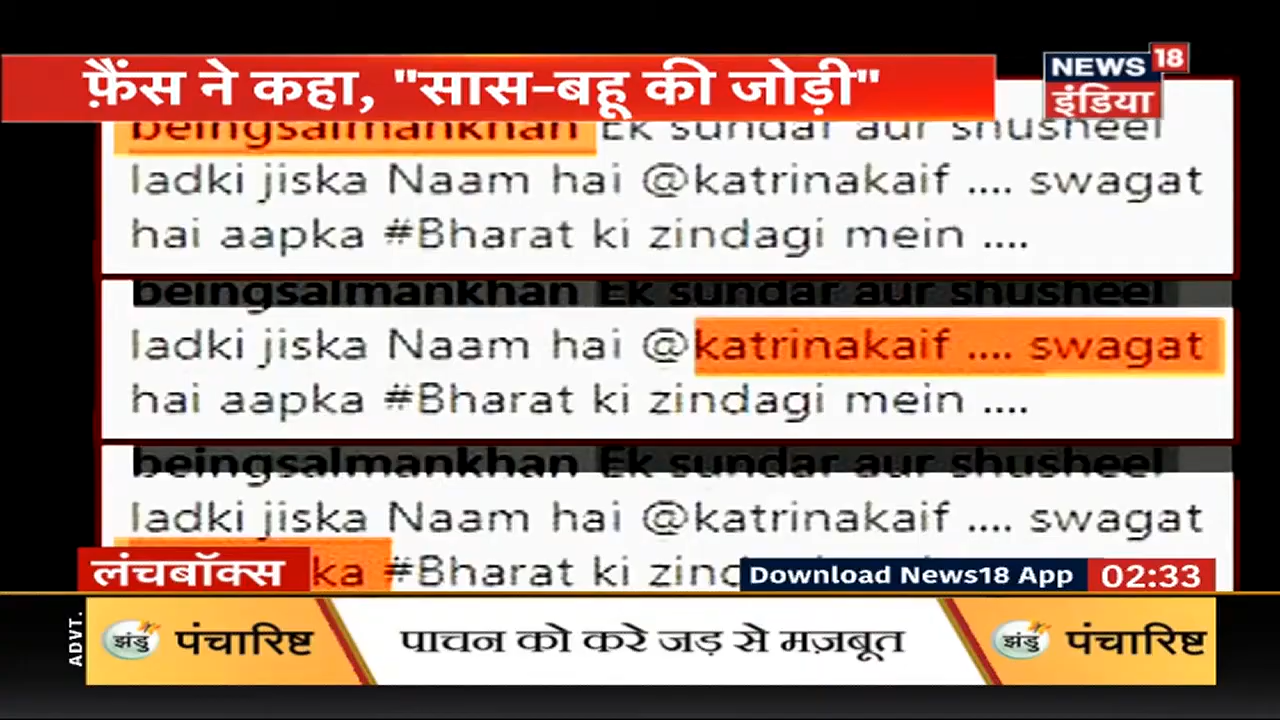 फ़ैंस ने कहा, "सास-बहू की जोड़ी"
NEWS 18
इंडिया
beingsalmankhan Ek sundar aur shusheel
ladki jiska Naam hai @katrinakaif .... swagat
hai aapka #Bharat ki zindagi mein ....
beingsalmankhan Ek sundar aur shusheel
ladki jiska Naam hai @katrinakaif .... swagat
hai aapka #Bharat ki zindagi mein ....
beingsalmankhan Ek sundar aur shusheel
ladki jiska Naam hai @katrinakaif .... swagat
ka #Bharat ki zind
लंचबॉक्स
Download News18 App 02:33
ADVT.
झंडु पंचारिष्ट
पाचन को करे जड़ से मज़बूत
झंडु पंचारिष्ट